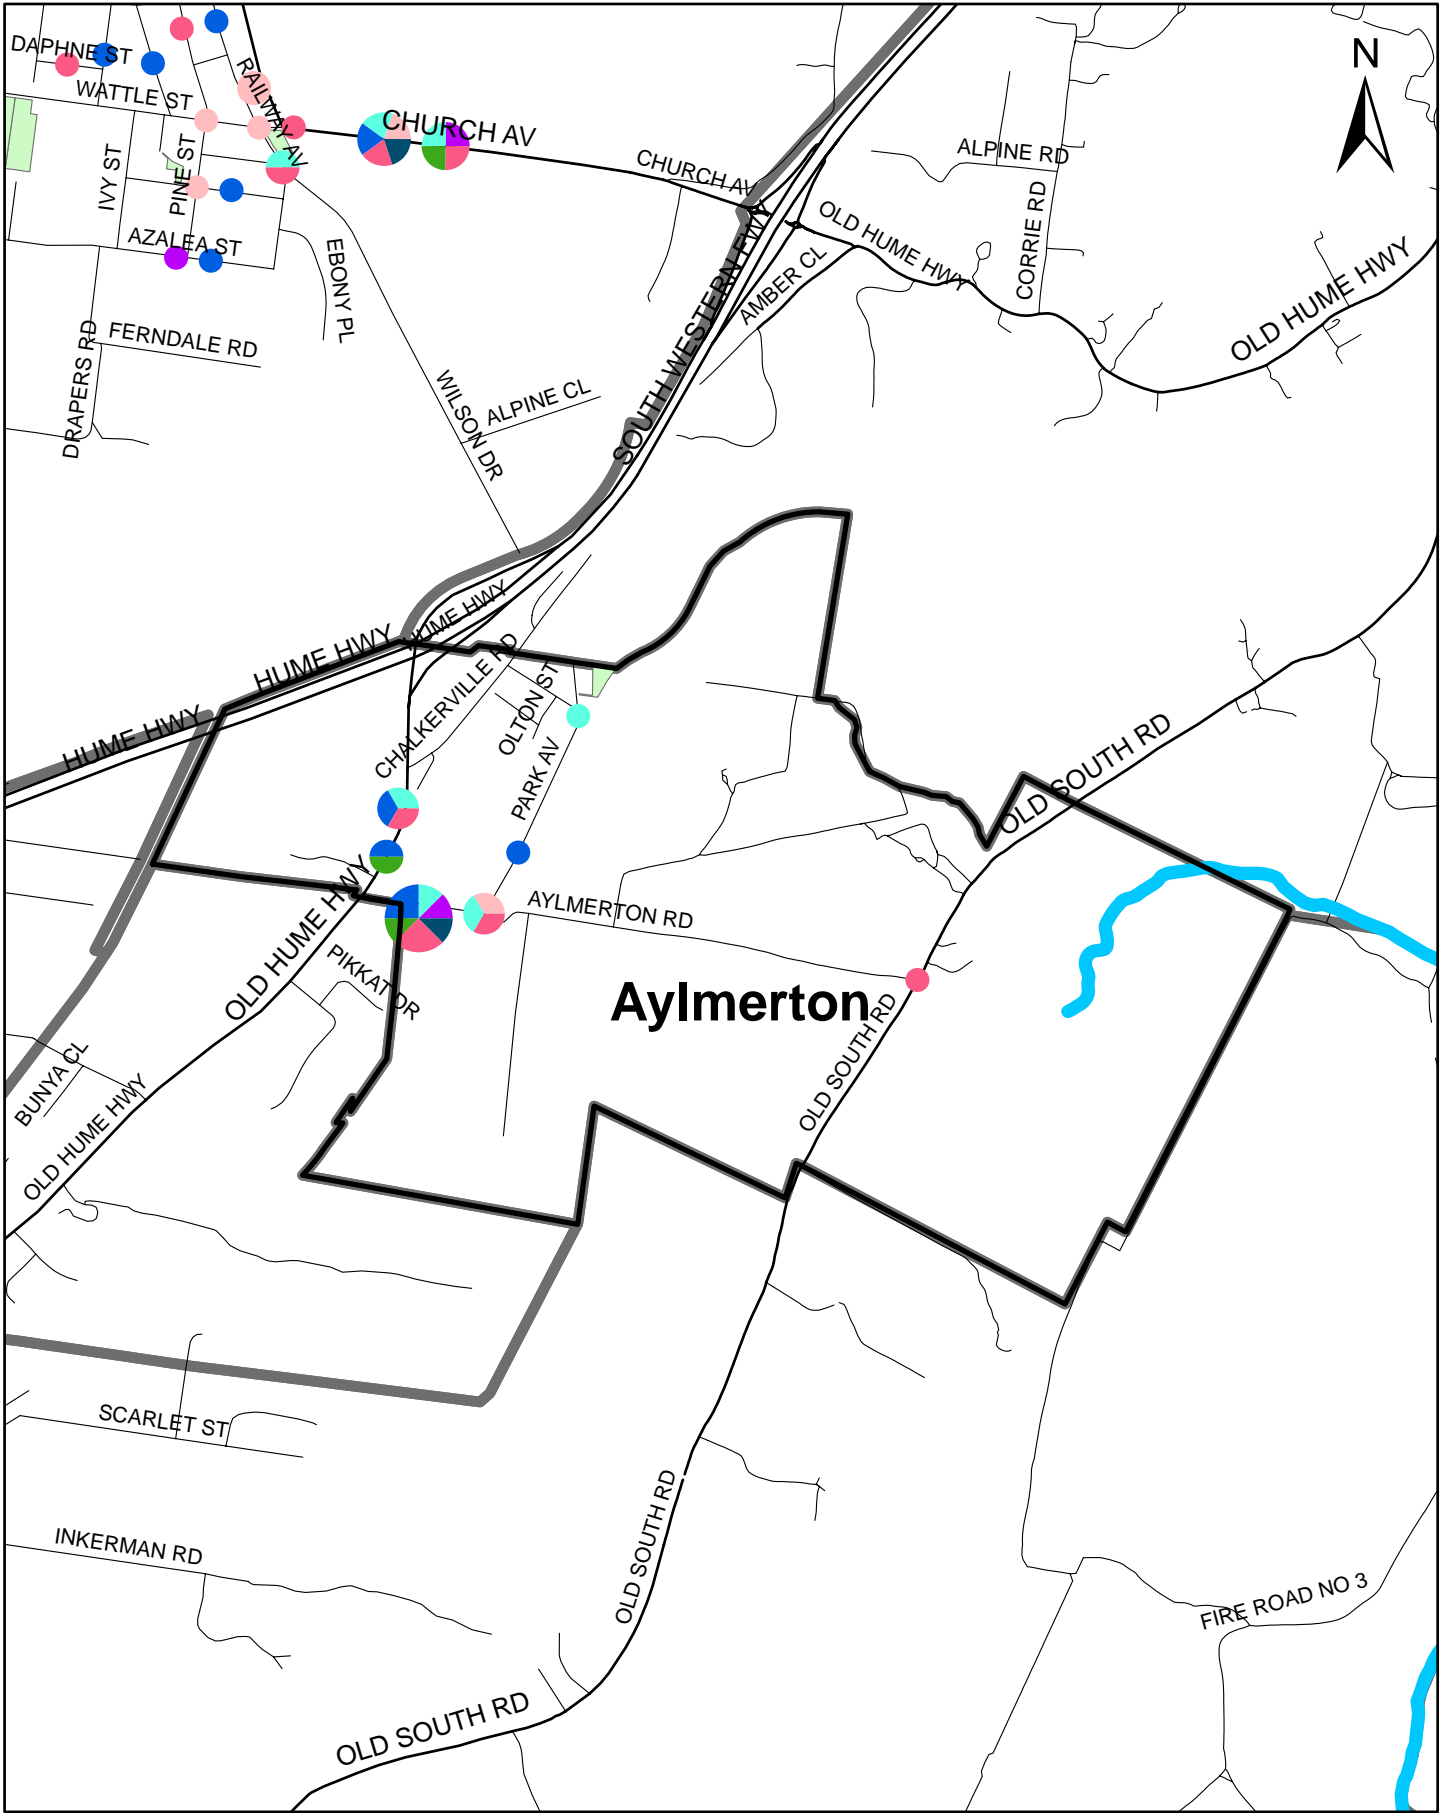 N
DAPHNE ST
WATTLE ST
RAILWAY AV
CHURCH AV
CHURCH AV
ALPINE RD
IVY ST
PINE ST
AZALEA ST
EBONY PL
OLD HUME HWY
CORRIE RD
OLD HUME HWY
AMBER CL
SOUTH WESTERN FWY
DRAPERS RD
FERNDALE RD
WILSON DR
ALPINE CL
HUME HWY
HUME HWY
HUME HWY
CHALKERVILLE RD
OLTON ST
PARK AV
OLD SOUTH RD
OLD HUME HWY
AYLMERTON RD
PIKKAT DR
Aylmerton
OLD SOUTH RD
BUNYA CL
OLD HUME HWY
SCARLET ST
INKERMAN RD
OLD SOUTH RD
FIRE ROAD NO 3
OLD SOUTH RD